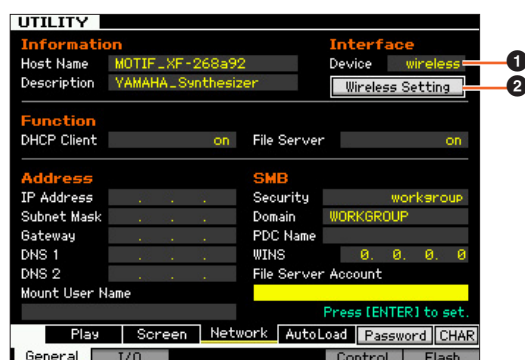 UTILITY
Information Interface
Host Name MOTIF_XF-268a92 Device wireless 1
Description YAMAHA_Synthesizer Wireless Setting 2
Function
DHCP Client on File Server on
Address SMB
IP Address . . . Security workgroup
Subnet Mask . . . Domain WORKGROUP
Gateway . . . PDC Name
DNS 1 . . . WINS 0. 0. 0. 0
DNS 2 . . . File Server Account
Mount User Name
Press [ENTER] to set.
Play Screen Network AutoLoad Password CHAR
General I/O Control Flash